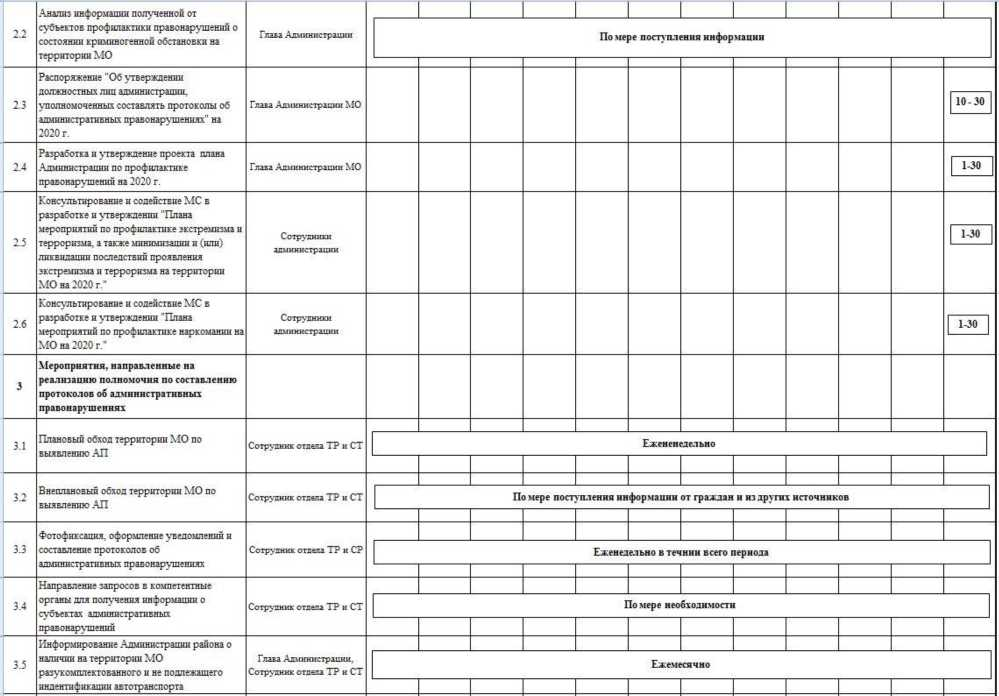 2.2
Анализ информации полученной от
субъектов профилактики правонарушений о
состоянии криминогенной обстановки на
территории МО
Глава Администрации
По мере поступления информации
2.3
Распоряжение "Об утверждении
должностных лиц администрации,
уполномоченных составлять протоколы об
административных правонарушениях" на
2020 г.
Глава Администрации МО
10 - 30
2.4
Разработка и утверждение проекта плана
Администрации по профилактике
правонарушений на 2020 г.
Глава Администрации МО
1-30
2.5
Консультирование и содействие МС в
разработке и утверждении "Плана
мероприятий по профилактике экстремизма и
терроризма, а также минимизации и (или)
ликвидации последствий проявления
экстремизма и терроризма на территории
МО на 2020 г."
Сотрудники
администрации
1-30
2.6
Консультирование и содействие МС в
разработке и утверждении "Плана
мероприятий по профилактике наркомании на
МО на 2020 г."
Сотрудники
администрации
1-30
3
Мероприятия, направленные на
реализацию полномочия по составлению
протоколов об административных
правонарушениях
3.1
Плановый обход территории МО по
выявлению АП
Сотрудник отдела ТР и СТ
Еженедельно
3.2
Внеплановый обход территории МО по
выявлению АП
Сотрудник отдела ТР и СТ
По мере поступления информации от граждан и из других источников
3.3
Фотофиксация, оформление уведомлений и
составление протоколов об
административных правонарушениях
Сотрудник отдела ТР и СР
Еженедельно в течнии всего периода
3.4
Направление запросов в компетентные
органы для получения информации о
субъектах административных
правонарушений
Сотрудник отдела ТР и СТ
По мере необходимости
3.5
Информирование Администрации района о
наличии на территории МО
разукомплектованного и не подлежащего
индентификации автотранспорта
Глава Администрации,
Сотрудник отдела ТР и СТ
Ежемесячно